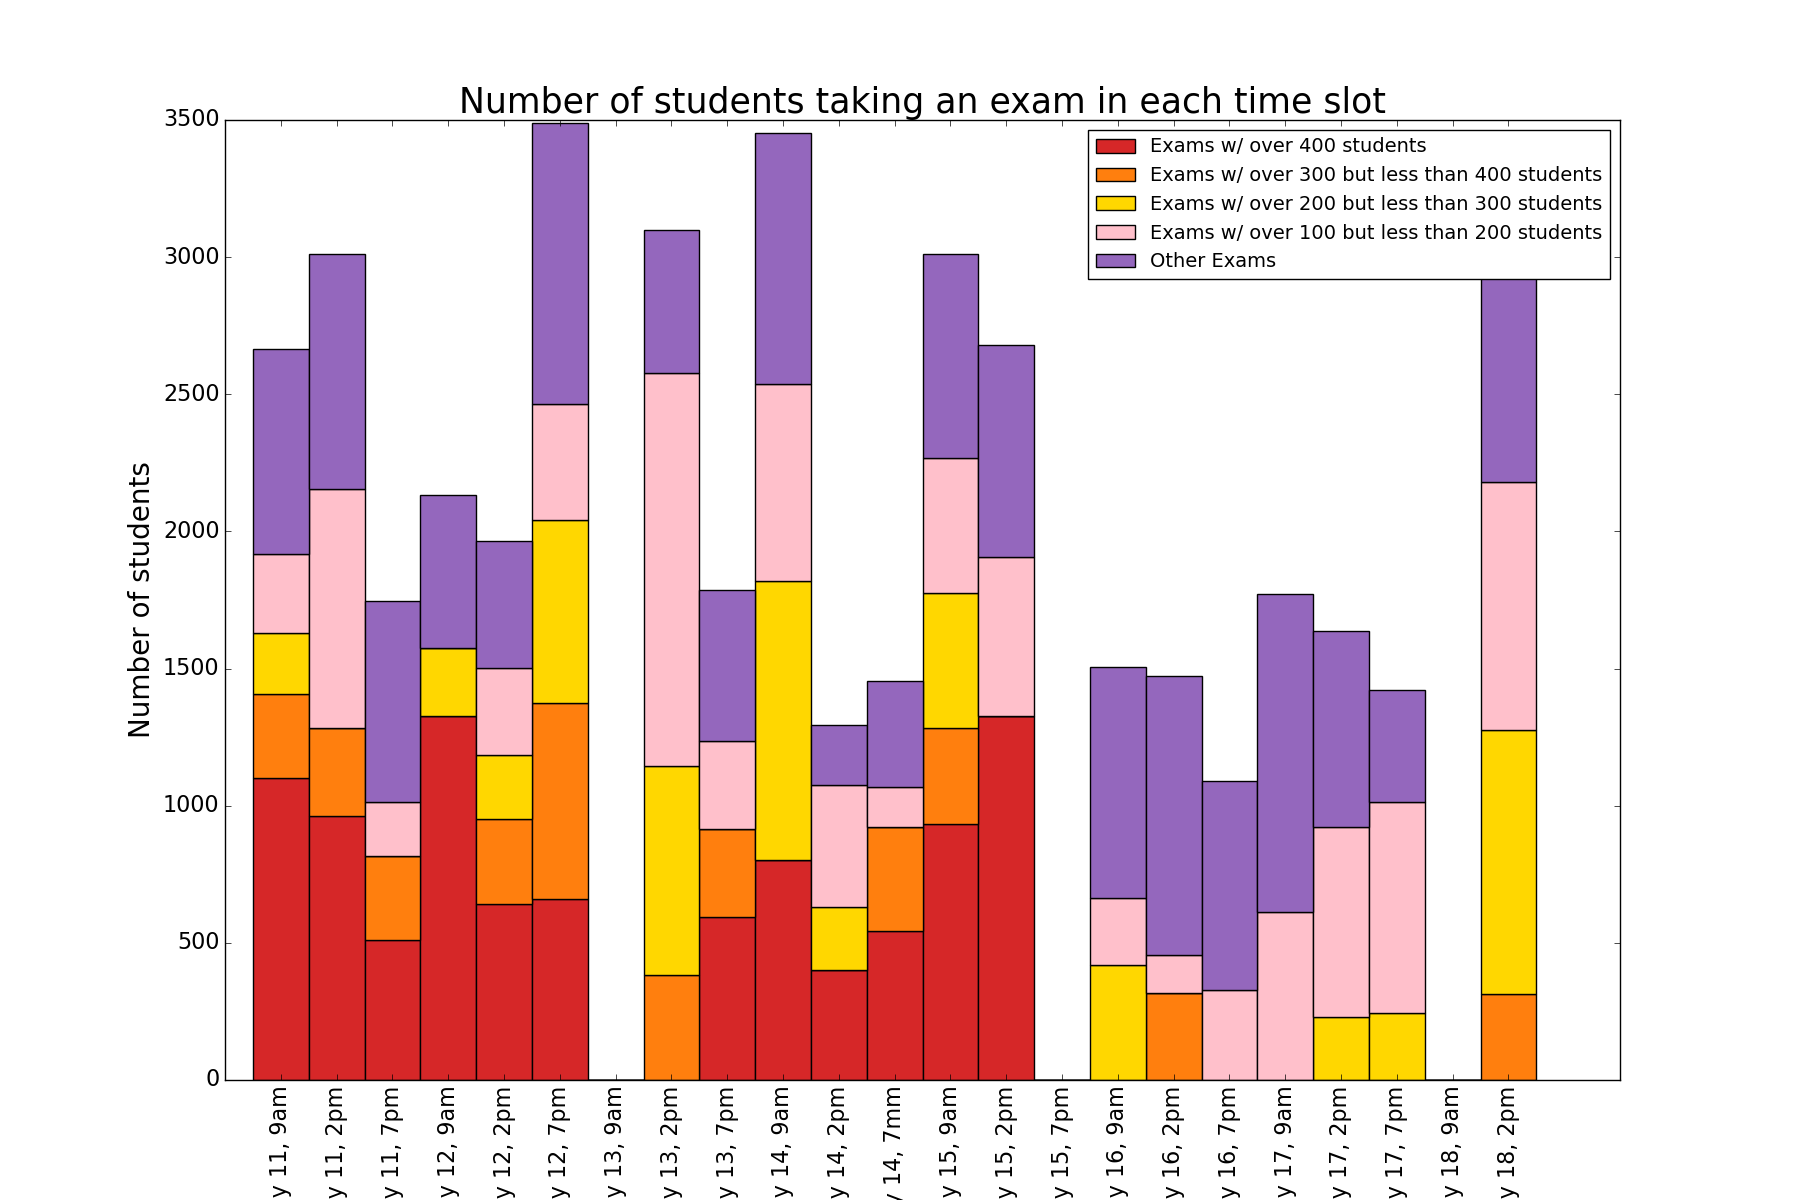 Number of students taking an exam in each time slot
Exams w/ over 400 students
Exams w/ over 300 but less than 400 students
Exams w/ over 200 but less than 300 students
Exams w/ over 100 but less than 200 students
Other Exams
Number of students
3500
3000
2500
2000
1500
1000
500
0
y 11, 9am
y 11, 2pm
y 11, 7pm
y 12, 9am
y 12, 2pm
y 12, 7pm
y 13, 9am
y 13, 2pm
y 13, 7pm
y 14, 9am
y 14, 2pm
y 14, 7mm
y 15, 9am
y 15, 2pm
y 15, 7pm
y 16, 9am
y 16, 2pm
y 16, 7pm
y 17, 9am
y 17, 2pm
y 17, 7pm
y 18, 9am
y 18, 2pm